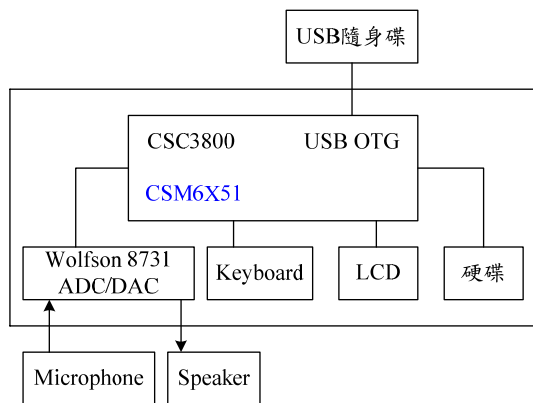 USB隨身碟
CSC3800 USB OTG
CSM6X51
Wolfson 8731
ADC/DAC
Keyboard
LCD
硬碟
Microphone
Speaker